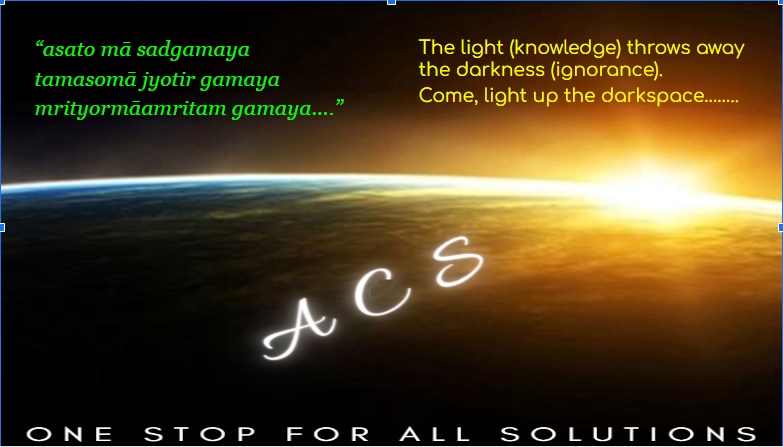 “asato mā sadgamaya
tamasomā jyotir gamaya
mrityormāamritam gamaya....”
The light (knowledge) throws away
the darkness (ignorance).
Come, light up the darkspace........
A C S
ONE STOP FOR ALL SOLUTIONS